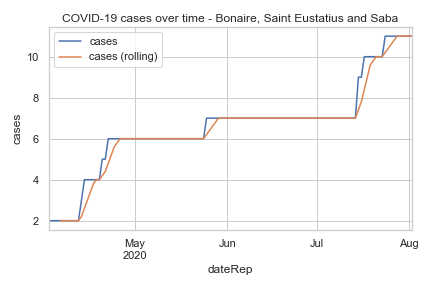 COVID-19 cases over time - Bonaire, Saint Eustatius and Saba
cases
cases (rolling)
10
8
6
4
2
cases
May
2020
Jun
Jul
Aug
dateRep